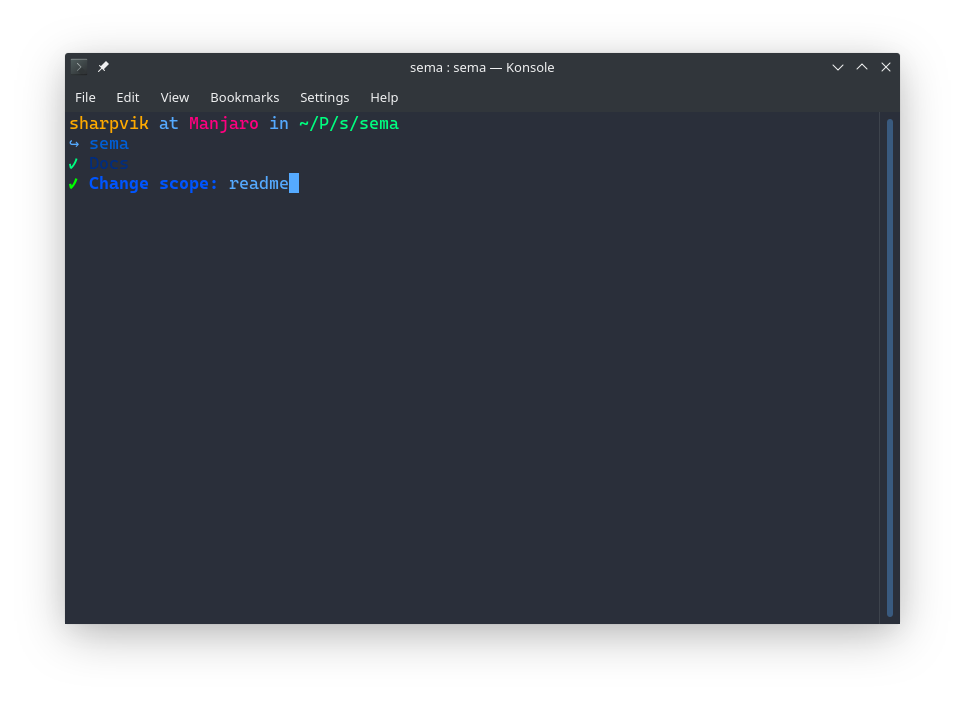 sema : sema — Konsole
File Edit View Bookmarks Settings Help
sharpvik at Manjaro in ~/P/s/sema
↪ sema
✔ Docs
✔ Change scope: readme